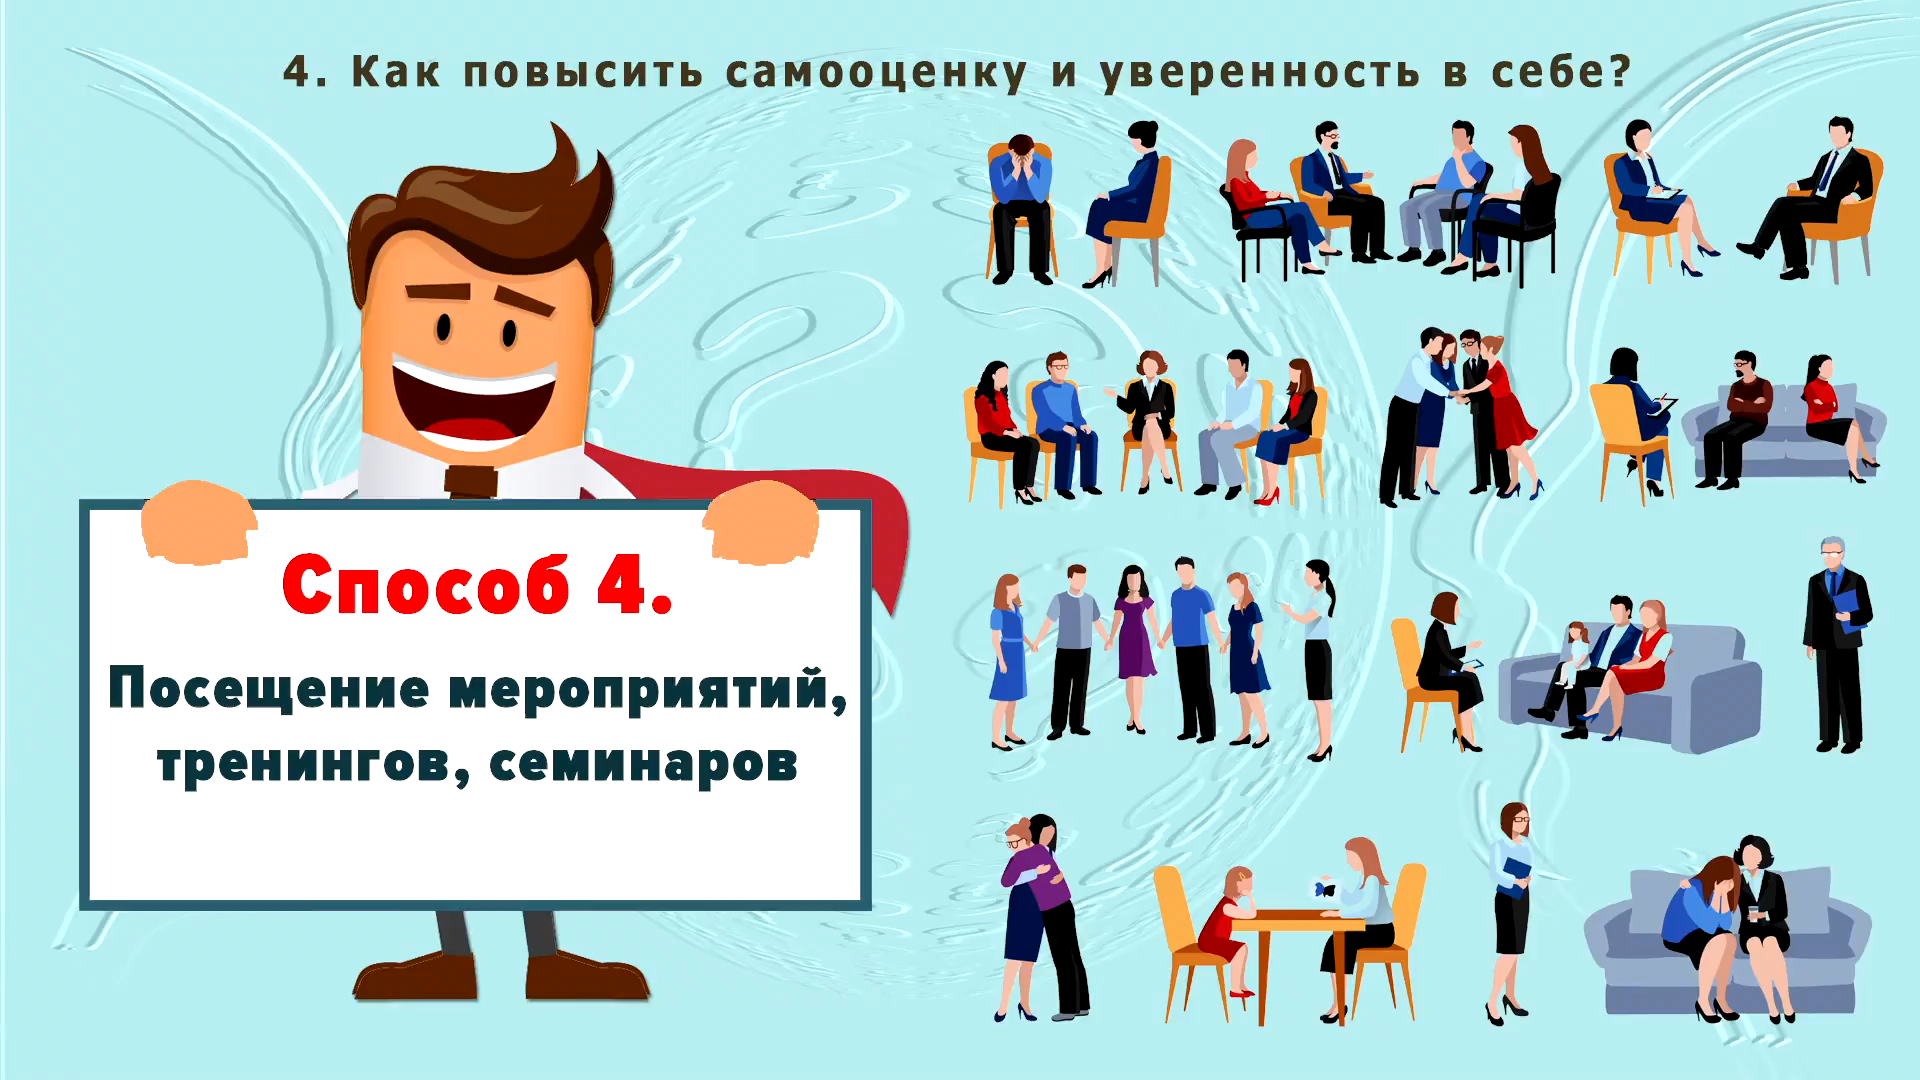 4. Как повысить самооценку и уверенность в себе?
Способ 4.
Посещение мероприятий,
тренингов, семинаров